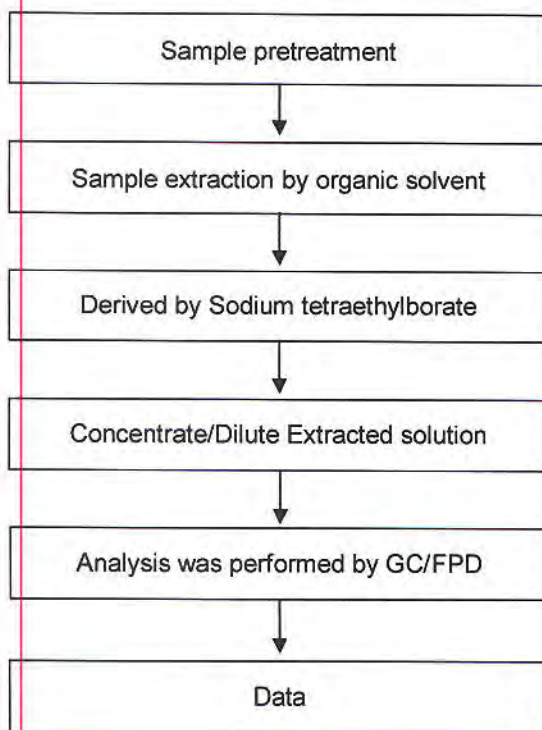 Sample pretreatment
Sample extraction by organic solvent
Derived by Sodium tetraethylborate
Concentrate/Dilute Extracted solution
Analysis was performed by GC/FPD
Data